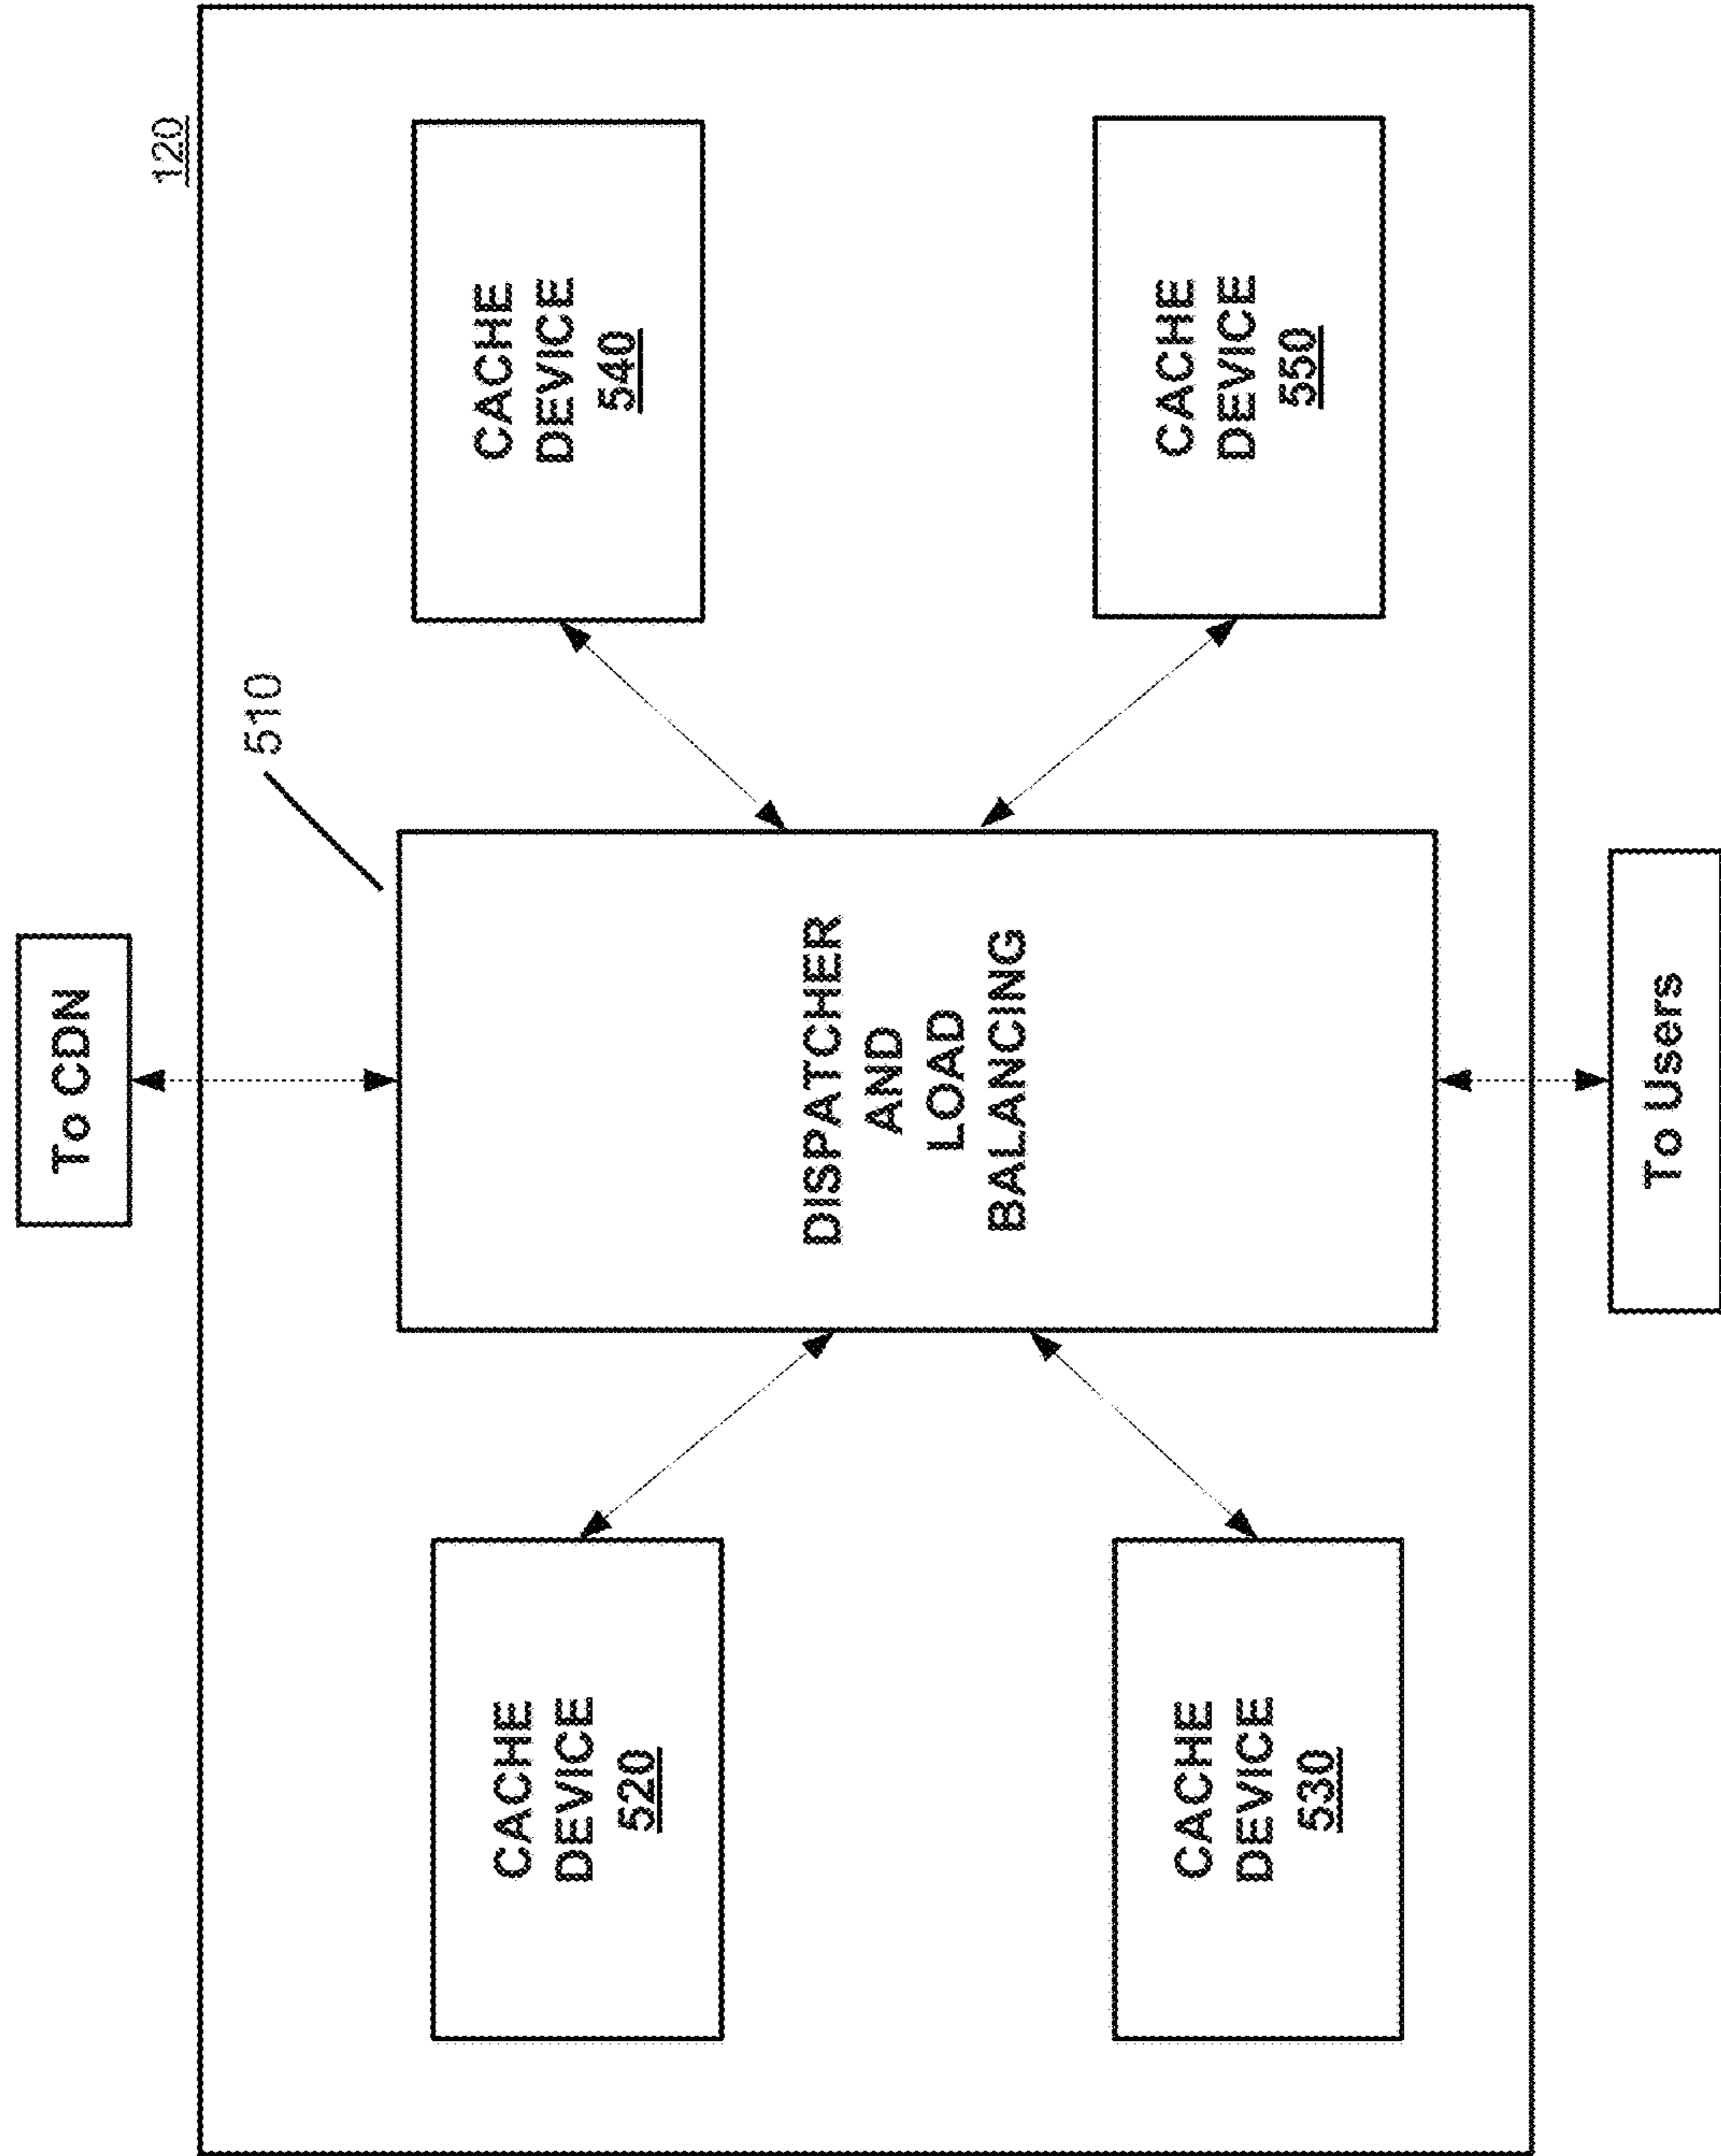 To CDN
120
510
CACHE
DEVICE
520
CACHE
DEVICE
540
DISPATCHER
AND
LOAD
BALANCING
CACHE
DEVICE
530
CACHE
DEVICE
550
To Users